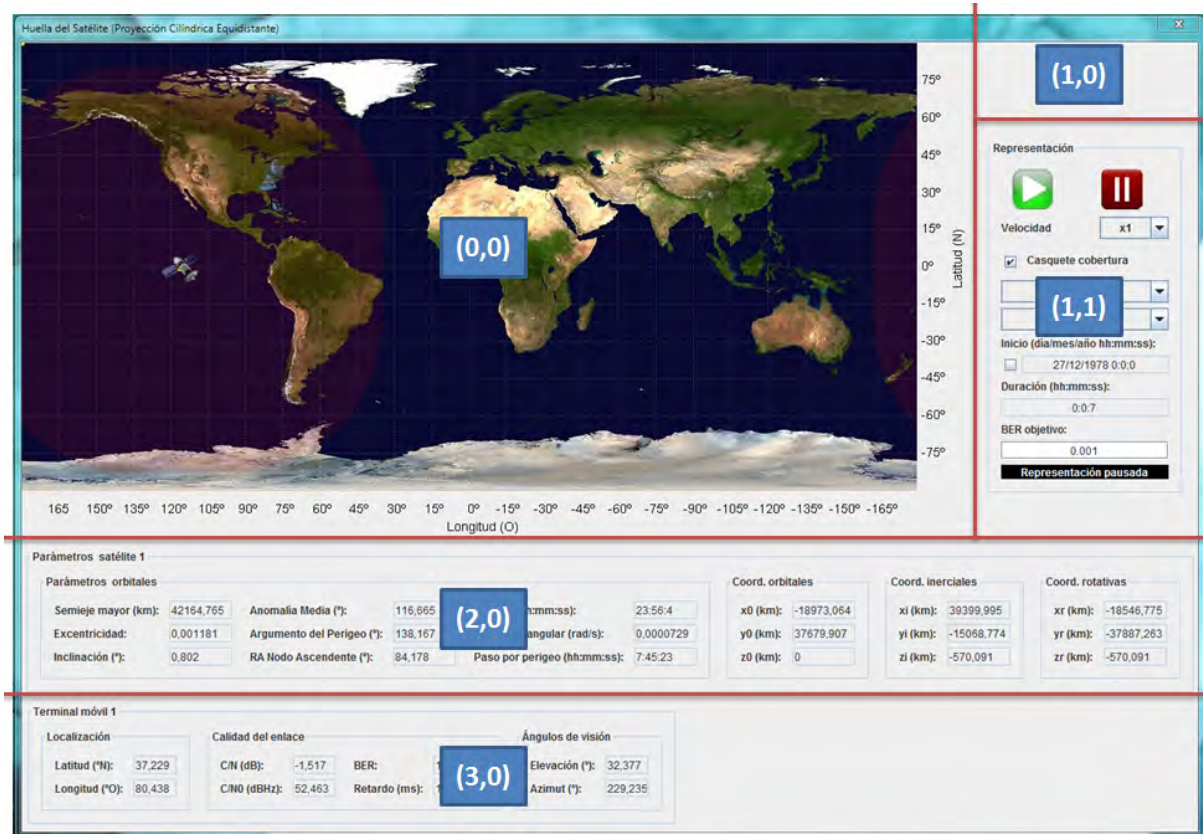 Huella del Satélite (Proyección Cilíndrica Equidistante)
(1,0)
75º
60º
45º
30º
15º
0º
-15º
-30º
-45º
-60º
-75º
Latitud (N)
(0,0)
165 150º 135º 120º 105º 90º 75º 60º 45º 30º 15º 0º -15º -30º -45º -60º -75º -90º -105º -120º -135º -150º -165º
Longitud (O)
Representación
Velocidad x1
Casquete cobertura
(1,1)
Inicio (dia/mes/año hh:mm:ss):
27/12/1978 0:0:0
Duración (hh:mm:ss):
0:0:7
BER objetivo:
0.001
Representación pausada
Parámetros satélite 1
Parámetros orbitales
Semieje mayor (km): 42164,765 Anomalia Media (º): 116,665 hh:mm:ss): 23:56:4
Excentricidad: 0,001181 Argumento del Perigeo (º): 138,167 angular (rad/s): 0,0000729
Inclinación (º): 0,802 RA Nodo Ascendente (º): 84,178 Paso por perigeo (hh:mm:ss): 7:45:23
(2,0)
Coord. orbitales
x0 (km): -18973,064
y0 (km): 37679,907
z0 (km): 0
Coord. inerciales
xi (km): 39399,995
yi (km): -15068,774
zi (km): -570,091
Coord. rotativas
xr (km): -18546,775
yr (km): -37887,263
zr (km): -570,091
Terminal móvil 1
Localización
Latitud (ºN): 37,229
Longitud (ºO): 80,438
Calidad del enlace
C/N (dB): -1,517 BER:
C/N0 (dBHz): 52,463 Retardo (ms):
(3,0)
Ángulos de visión
Elevación (º): 32,377
Azimut (º): 229,235